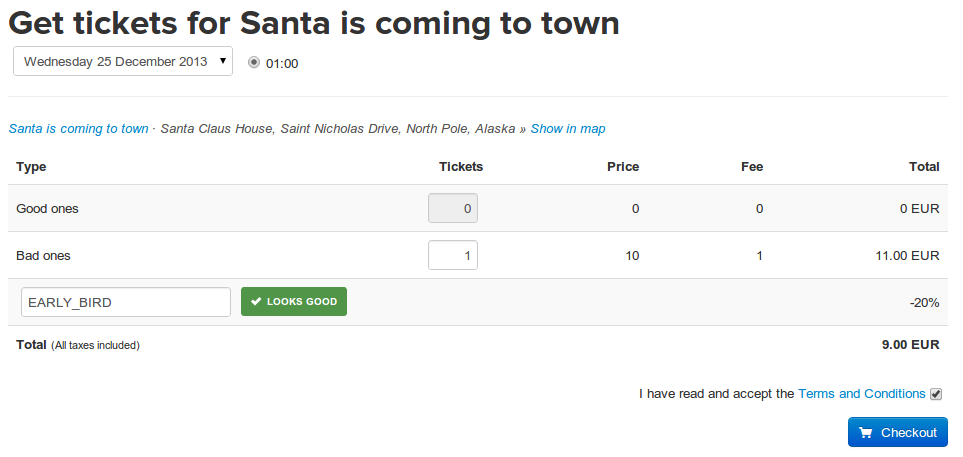 Get tickets for Santa is coming to town
Wednesday 25 December 2013 01:00
Santa is coming to town · Santa Claus House, Saint Nicholas Drive, North Pole, Alaska » Show in map
Type Tickets Price Fee Total
Good ones 0 0 0 0 EUR
Bad ones 1 10 1 11.00 EUR
EARLY_BIRD LOOKS GOOD -20%
Total (All taxes included) 9.00 EUR
I have read and accept the Terms and Conditions
Checkout